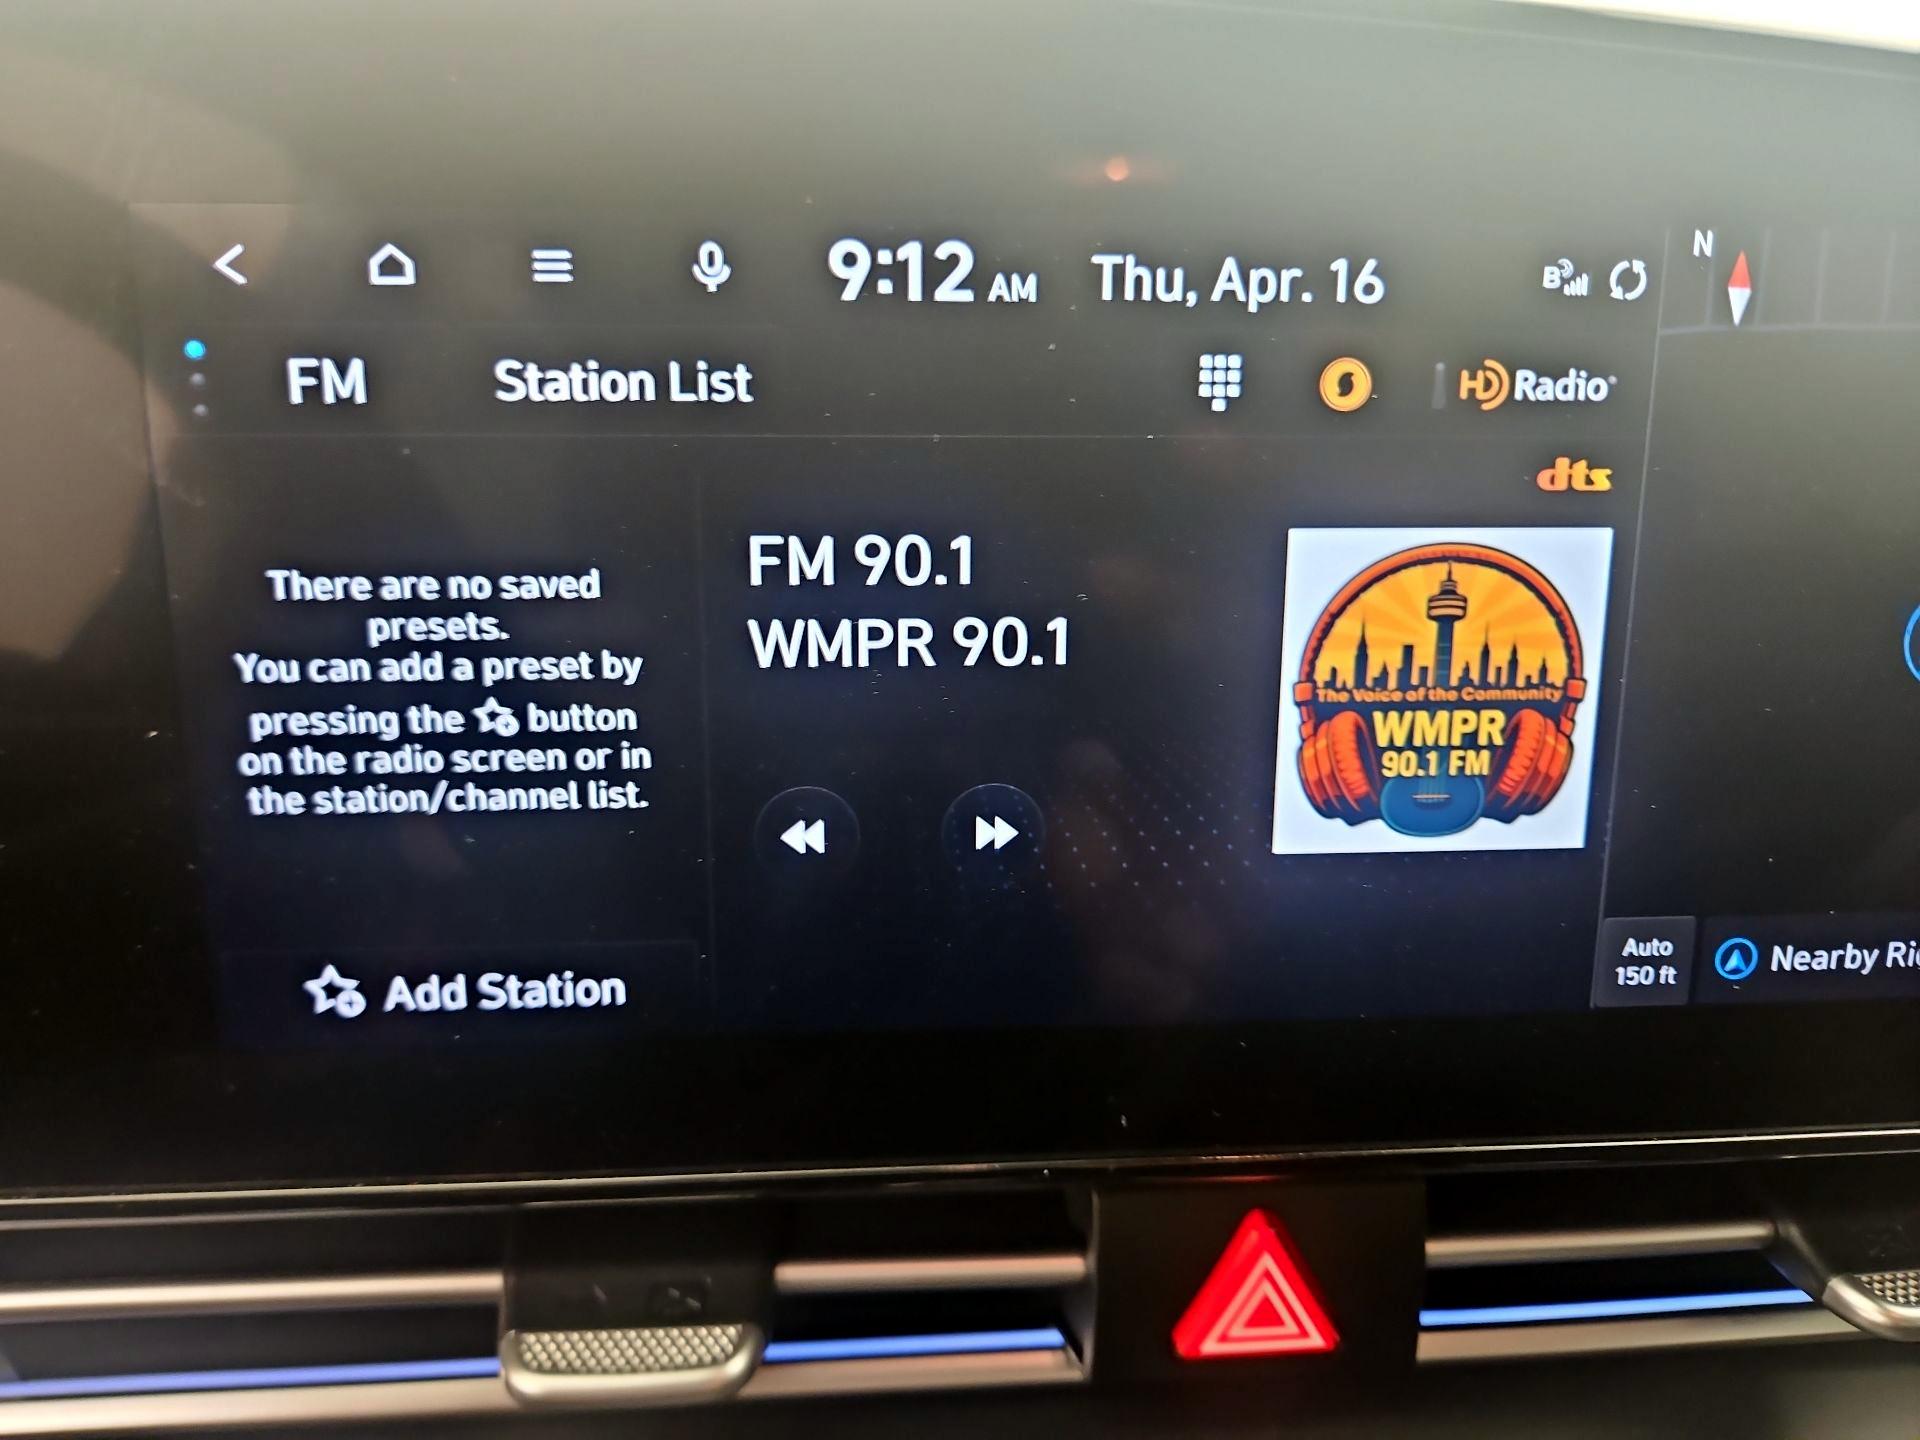 9:12 AM Thu, Apr. 16 B N
FM Station List HD Radio
dts
There are no saved
presets.
You can add a preset by
pressing the button
on the radio screen or in
the station/channel list.
Add Station
FM 90.1
WMPR 90.1
The Voice of the Community
WMPR
90.1 FM
Auto
150 ft
Nearby